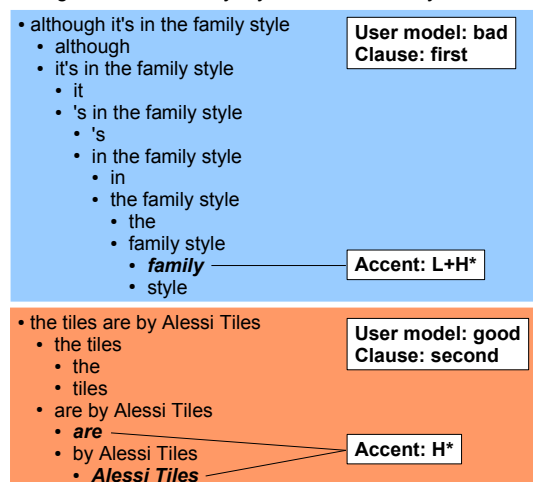 • although it's in the family style
• although
• it's in the family style
• it
• 's in the family style
• 's
• in the family style
• in
• the family style
• the
• family style
• family
• style
User model: bad
Clause: first
Accent: L+H*
• the tiles are by Alessi Tiles
• the tiles
• the
• tiles
• are by Alessi Tiles
• are
• by Alessi Tiles
• Alessi Tiles
User model: good
Clause: second
Accent: H*